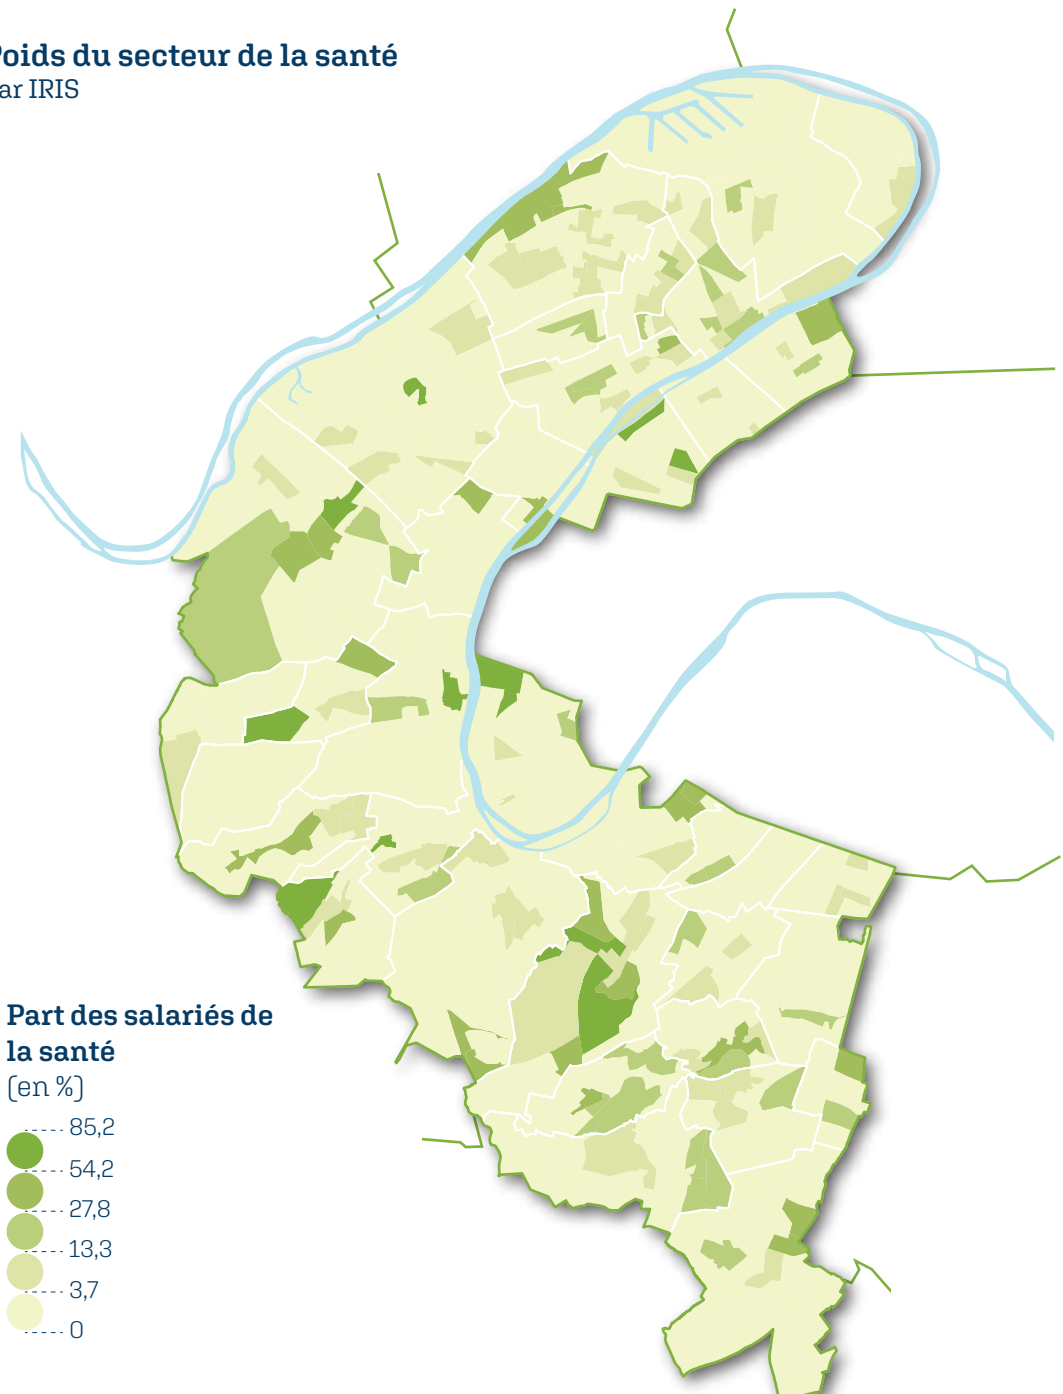 oids du secteur de la santé
ar IRIS
Part des salariés de
la santé
(en %)
85,2
54,2
27,8
13,3
3,7
0